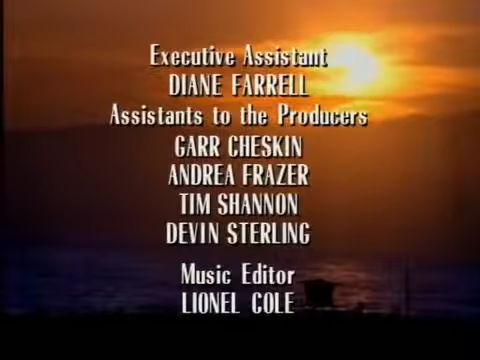 Executive Assistant
DIANE FARRELL
Assistants to the Producers
GARR CHESKIN
ANDREA FRAZER
TIM SHANNON
DEVIN STERLING
Music Editor
LIONEL COLE